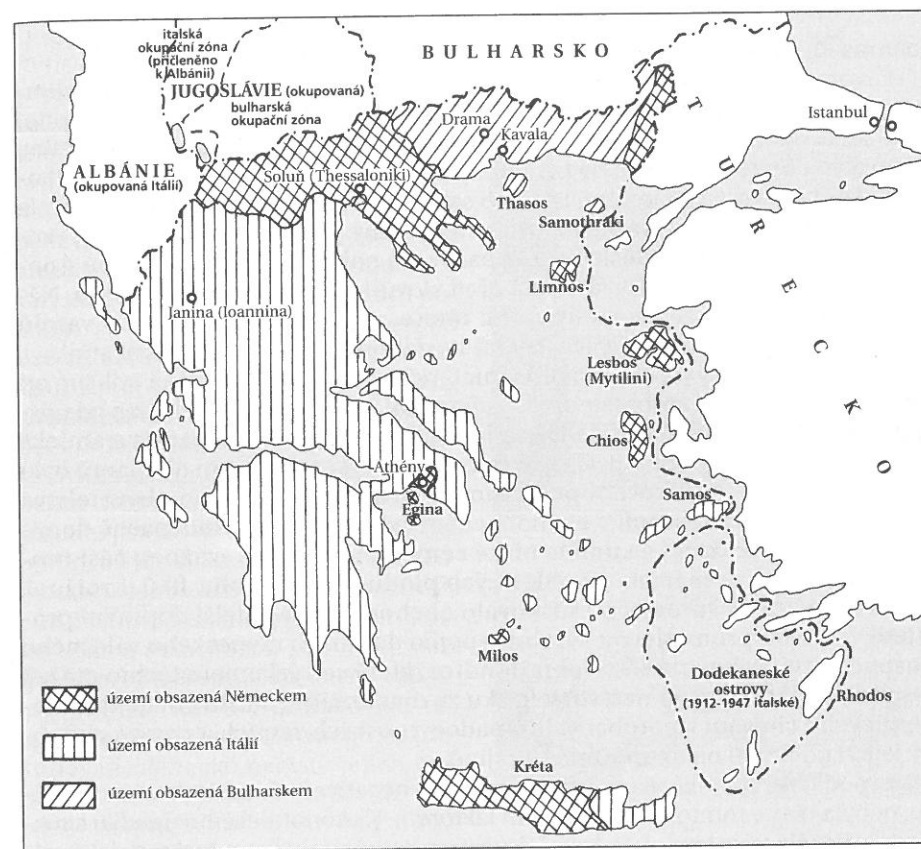 italská
okupační zóna
(přičleněno
k Albánii)
BULHARSKO
JUGOSLÁVIE (okupovaná)
bulharská
okupační zóna
ALBÁNIE
(okupovaná Itálií)
Drama
Kavala
Istanbul
TURECKO
Soluň (Thessaloniki)
Thasos
Samothraki
Limnos
Janina (Ioannina)
Lesbos
(Mytilini)
Chios
Athény
Egina
Samos
Milos
Dodekaneské
ostrovy
(1912-1947 italské)
Rhodos
Kréta
území obsazená Německem
území obsazená Itálií
území obsazená Bulharskem